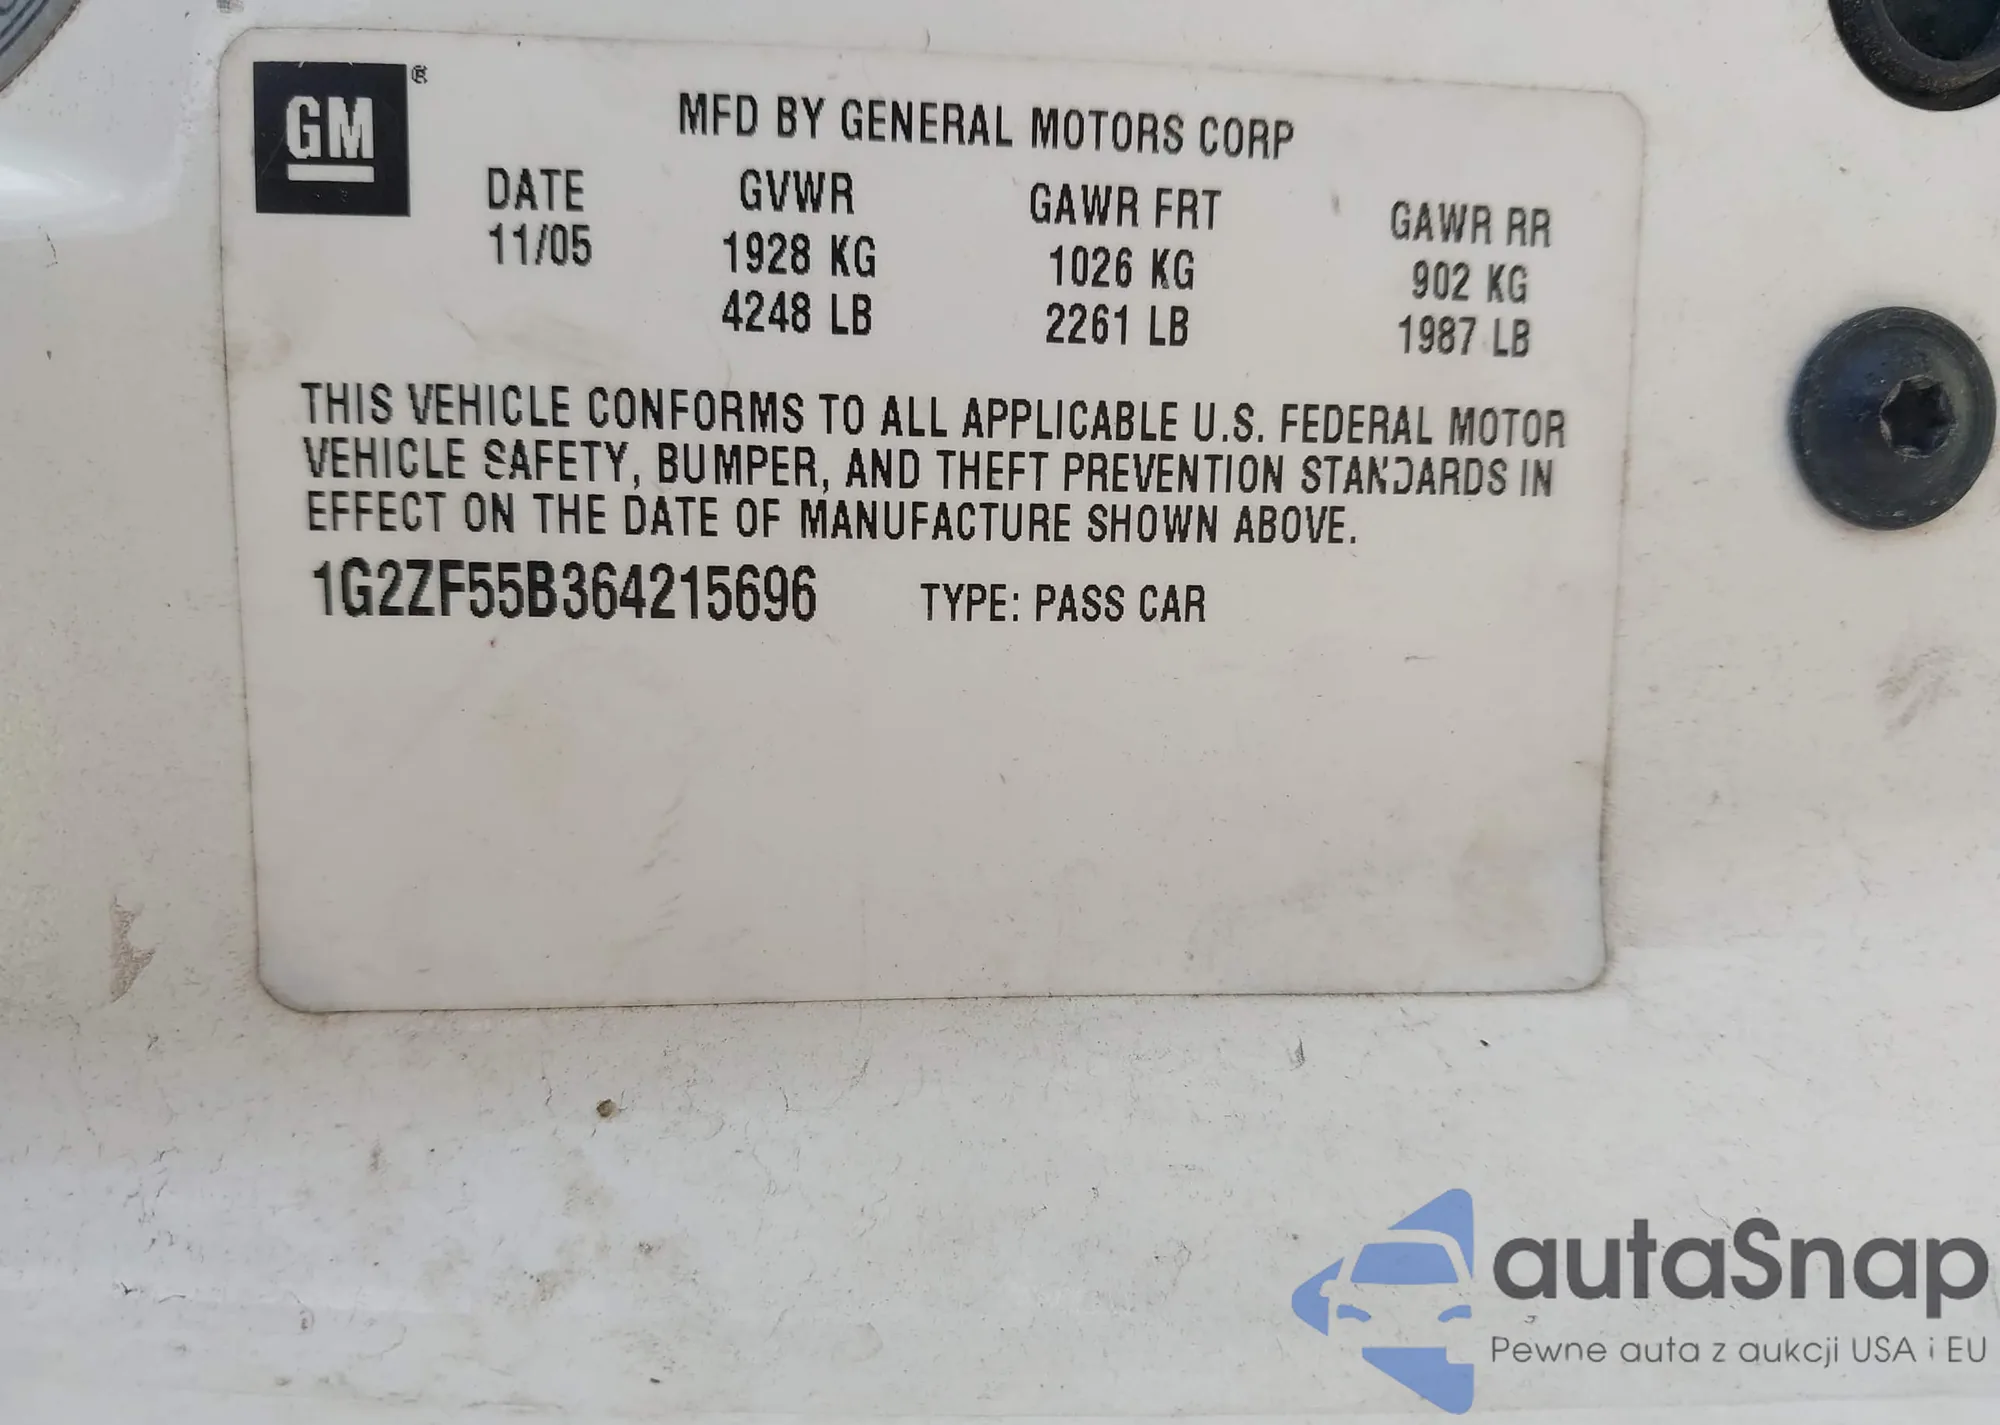 GM®
MFD BY GENERAL MOTORS CORP
DATE GVWR GAWR FRT GAWR RR
11/05 1928 KG 1026 KG 902 KG
4248 LB 2261 LB 1987 LB
THIS VEHICLE CONFORMS TO ALL APPLICABLE U.S. FEDERAL MOTOR
VEHICLE SAFETY, BUMPER, AND THEFT PREVENTION STANDARDS IN
EFFECT ON THE DATE OF MANUFACTURE SHOWN ABOVE.
1G2ZF55B364215696 TYPE: PASS CAR
autaSnap
Pewne auta z aukcji USA i EU